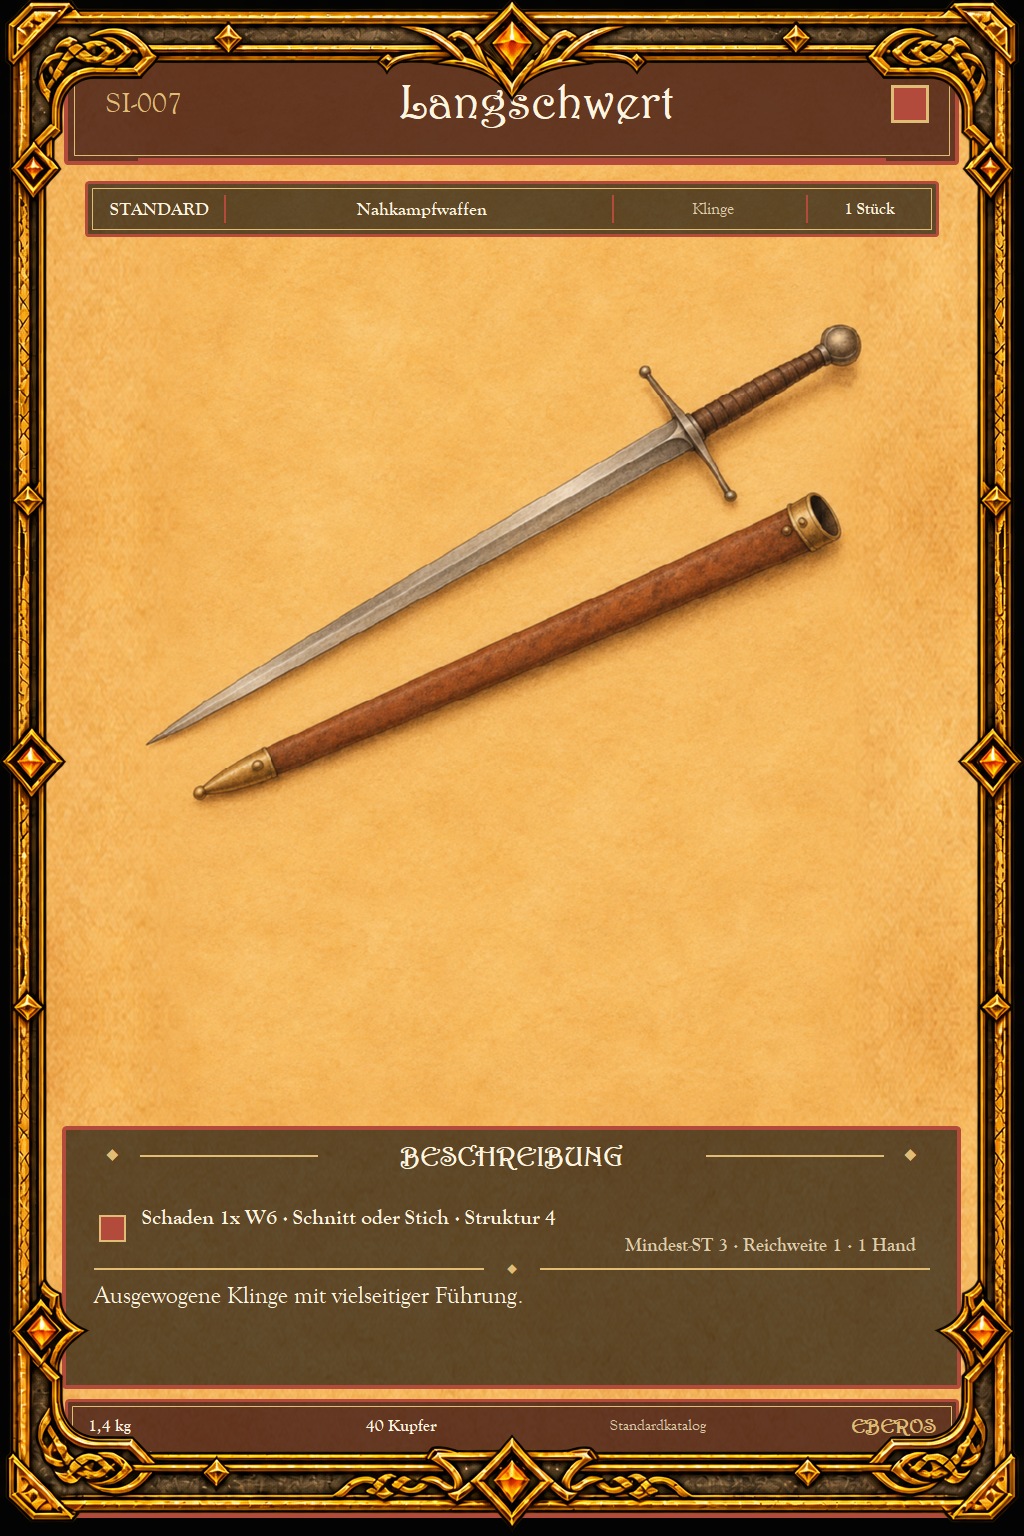 SI-007
Langschwert
STANDARD
Nahkampfwaffen
Klinge
1 Stück
BESCHREIBUNG
Schaden 1x W6 • Schnitt oder Stich • Struktur 4
Mindest-ST 3 • Reichweite 1 • 1 Hand
Ausgewogene Klinge mit vielseitiger Führung.
1,4 kg
40 Kupfer
Standardkatalog
EBEROS